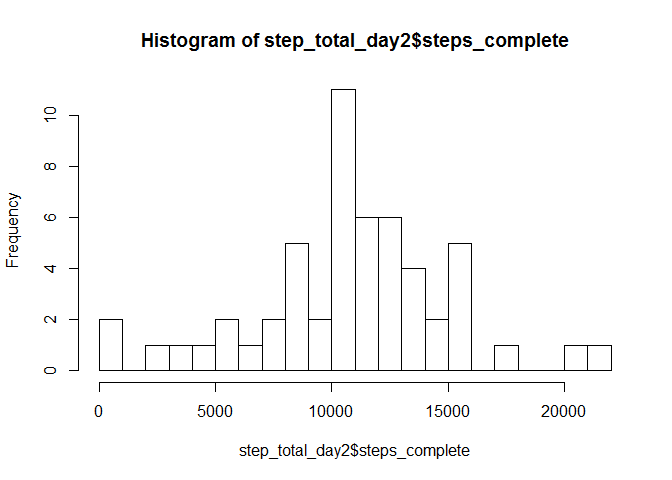 Histogram of step_total_day2$steps_complete
Frequency
10
8
6
4
2
0
0 5000 10000 15000 20000
step_total_day2$steps_complete